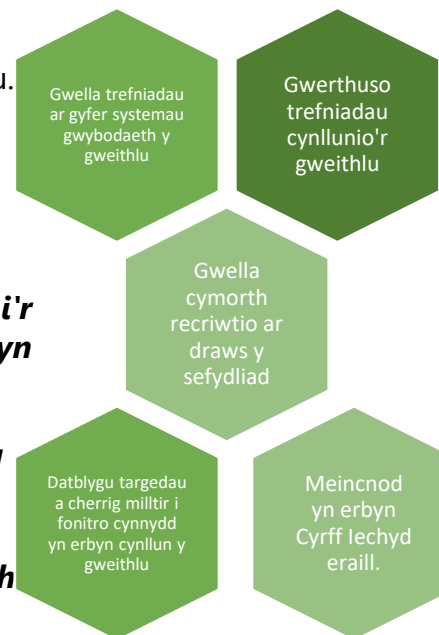 u.
i'r
yn
h
Gwella trefniadau
ar gyfer systemau
gwybodaeth y
gweithlu
Gwerthuso
trefniadau
cynllunio'r
gweithlu
Gwella
cymorth
recriwtio ar
draws y
sefydliad
Datblygu targedau
a cherrig milltir i
fonitro cynnydd
yn erbyn cynllun y
gweithlu
Meincnod
yn erbyn
Cyrff Iechyd
eraill.